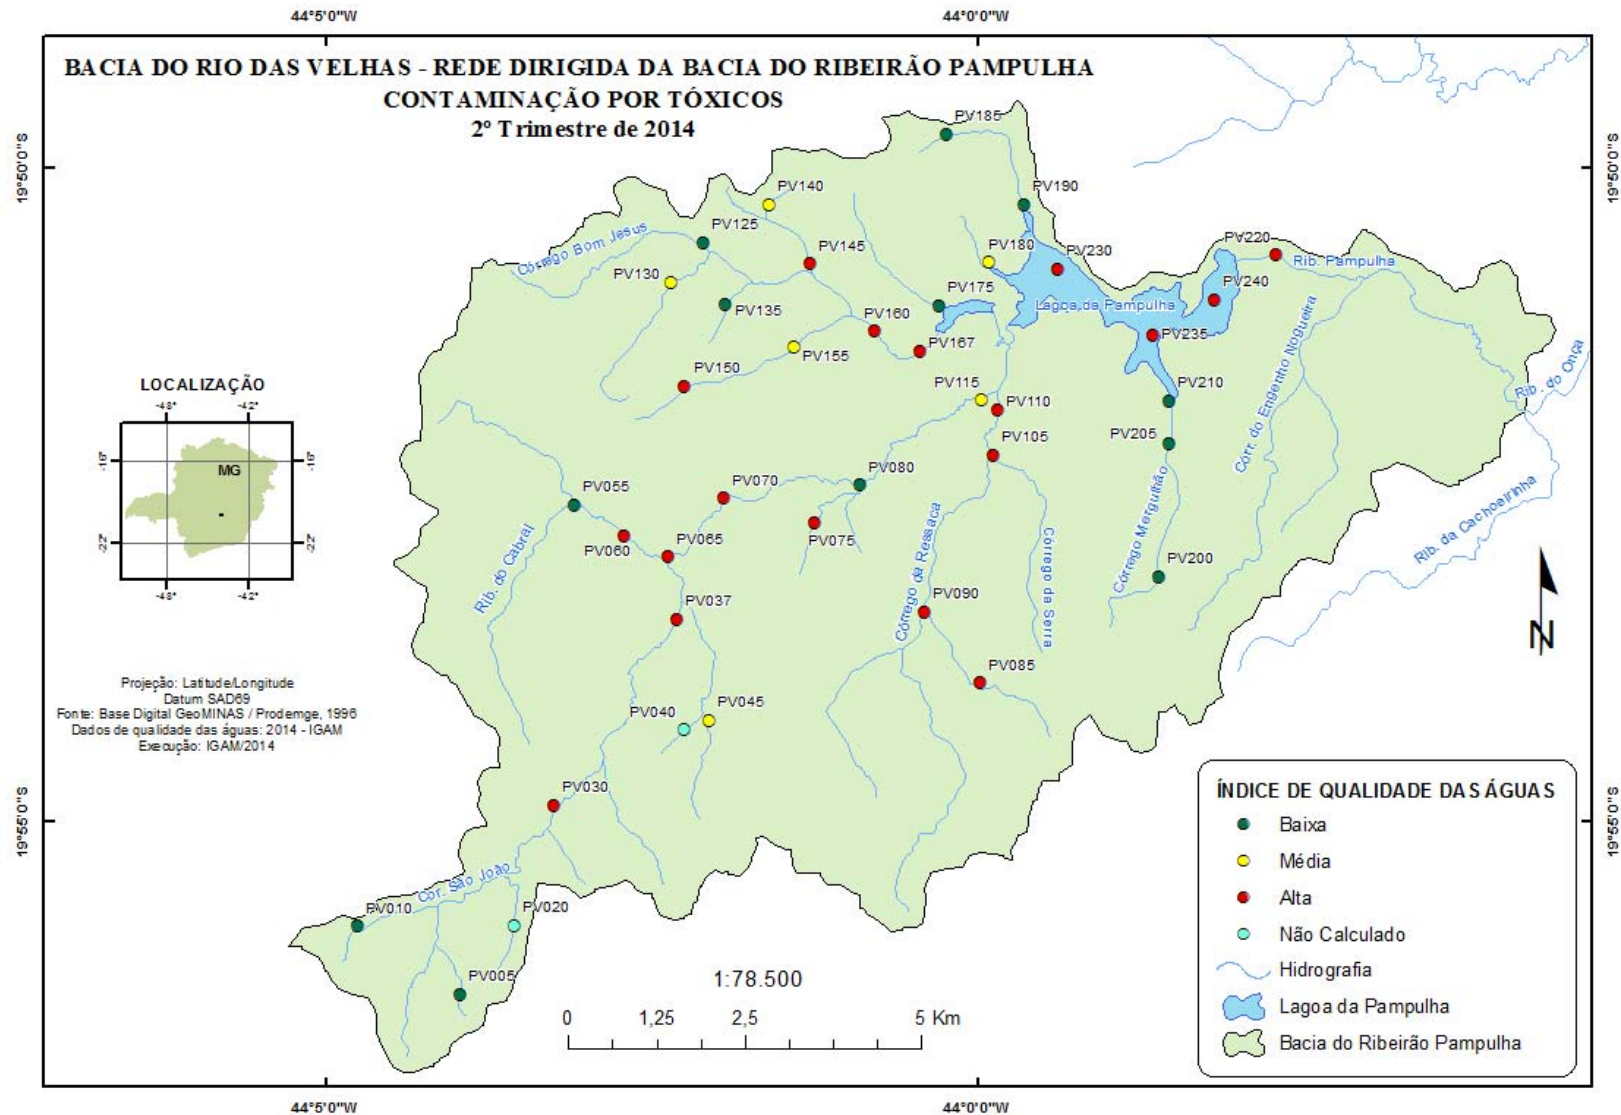 44°5'0"W
44°0'0"W
BACIA DO RIO DAS VELHAS - REDE DIRIGIDA DA BACIA DO RIBEIRÃO PAMPULHA
CONTAMINAÇÃO POR TÓXICOS
2º Trimestre de 2014
19°50'0"S
19°50'0"S
PV185
PV140
PV190
PV125
Córrego Bom Jesus
PV145
PV180
PV230
PV220
Rib. Pampulha
PV130
PV240
PV135
PV175
Lagoa da Pampulha
PV160
PV167
PV235
PV155
PV150
PV115
PV210
PV110
Rib. do Onça
Córr. do Engenho Nogueira
PV105
PV205
LOCALIZAÇÃO
-48°
-42°
-16°
-16°
MG
-22°
-22°
-48°
-42°
PV055
PV070
PV080
PV060
PV065
PV075
Rib. do Cabral
Córrego da Ressaca
Córrego da Serra
Córrego Mergulhão
Rib. da Cachoeirinha
PV200
PV037
PV090
N
PV085
Projeção: Latitude/Longitude
Datum SAD69
Fonte: Base Digital GeoMINAS / Prodemge, 1996
Dados de qualidade das águas: 2014 - IGAM
Execução: IGAM/2014
PV040
PV045
PV030
Cor. São João
PV010
PV020
PV005
19°55'0"S
19°55'0"S
ÍNDICE DE QUALIDADE DAS ÁGUAS
Baixa
Média
Alta
Não Calculado
Hidrografia
Lagoa da Pampulha
Bacia do Ribeirão Pampulha
1:78.500
0 1,25 2,5 5 Km
44°5'0"W
44°0'0"W